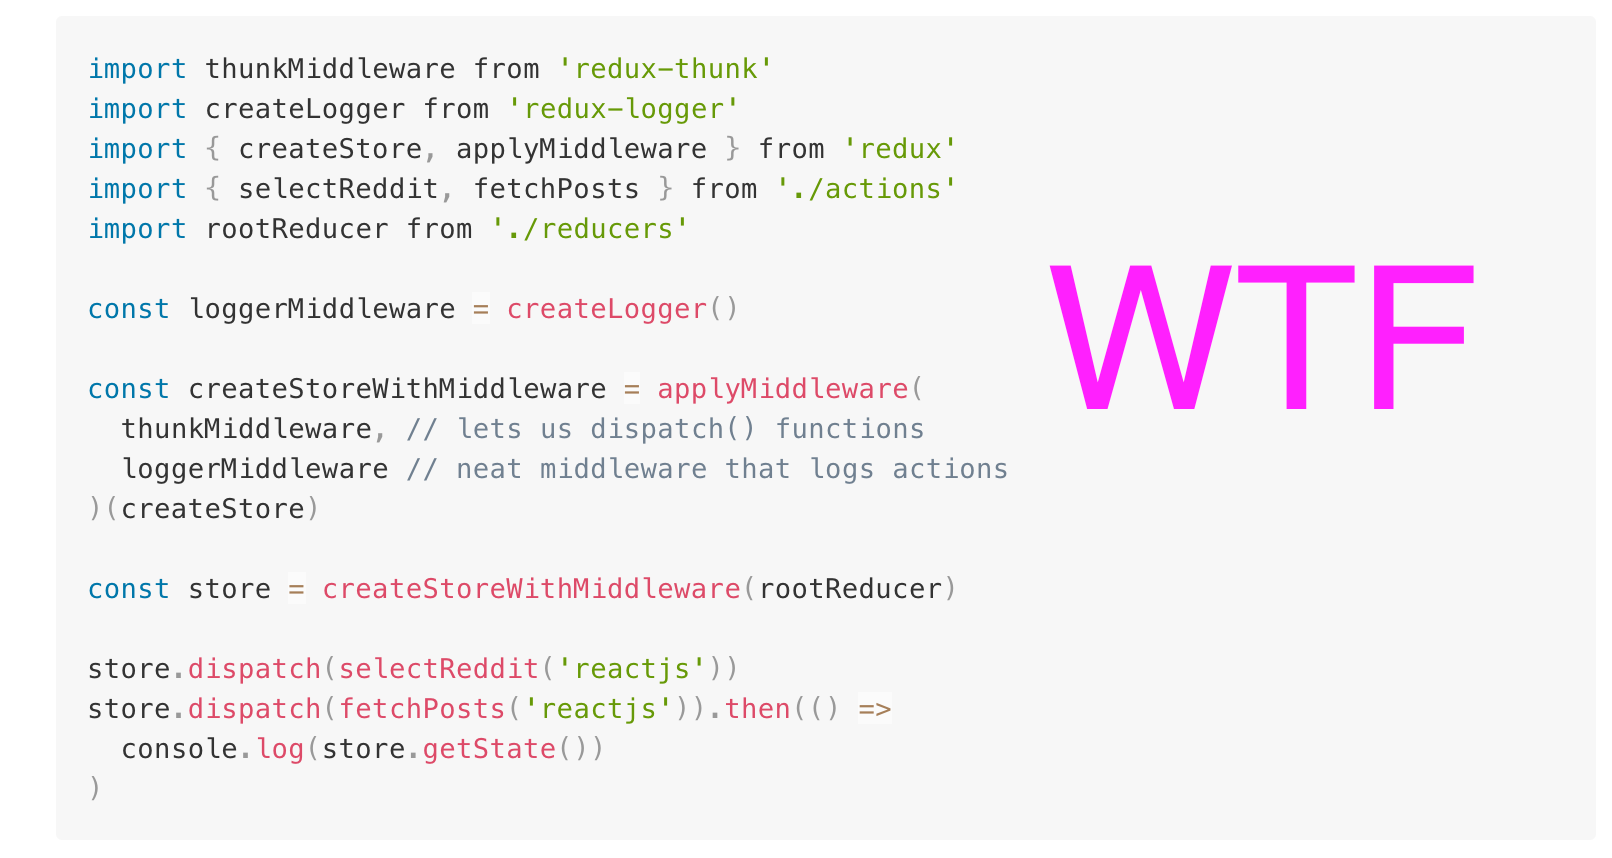 import thunkMiddleware from 'redux-thunk'
import createLogger from 'redux-logger'
import { createStore, applyMiddleware } from 'redux'
import { selectReddit, fetchPosts } from './actions'
import rootReducer from './reducers'
WTF
const loggerMiddleware = createLogger()
const createStoreWithMiddleware = applyMiddleware(
  thunkMiddleware, // lets us dispatch() functions
  loggerMiddleware // neat middleware that logs actions
)(createStore)
const store = createStoreWithMiddleware(rootReducer)
store.dispatch(selectReddit('reactjs'))
store.dispatch(fetchPosts('reactjs')).then(() =>
  console.log(store.getState())
)